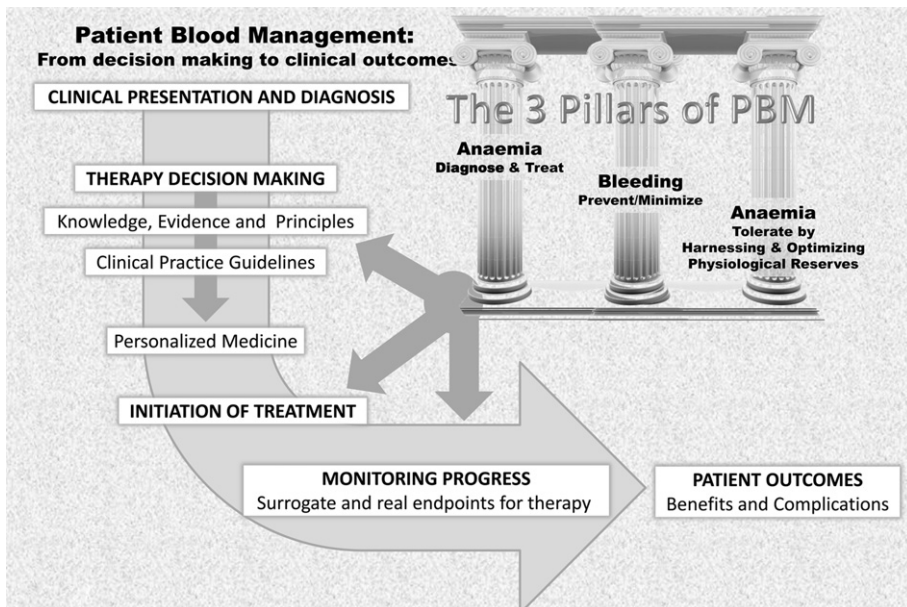 Patient Blood Management:
From decision making to clinical outcomes
CLINICAL PRESENTATION AND DIAGNOSIS
THERAPY DECISION MAKING
Knowledge, Evidence and Principles
Clinical Practice Guidelines
Personalized Medicine
INITIATION OF TREATMENT
MONITORING PROGRESS
Surrogate and real endpoints for therapy
PATIENT OUTCOMES
Benefits and Complications
The 3 Pillars of PBM
Anaemia
Diagnose & Treat
Bleeding
Prevent/Minimize
Anaemia
Tolerate by
Harnessing & Optimizing
Physiological Reserves